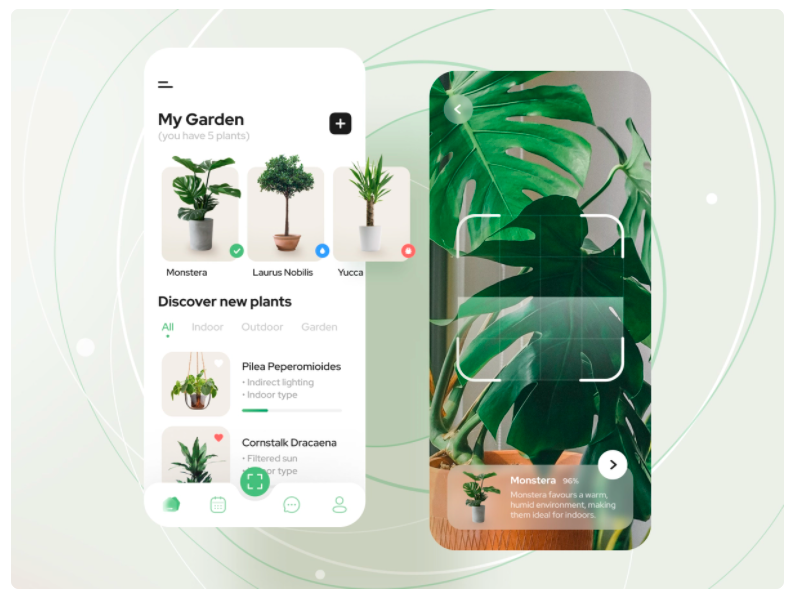 My Garden
(you have 5 plants)
Monstera
Laurus Nobilis
Yucca
Discover new plants
All
Indoor
Outdoor
Garden
Pilea Peperomioides
• Indirect lighting
• Indoor type
Cornstalk Dracaena
• Filtered sun
or type
Monstera 96%
Monstera favours a warm,
humid environment, making
them ideal for indoors.